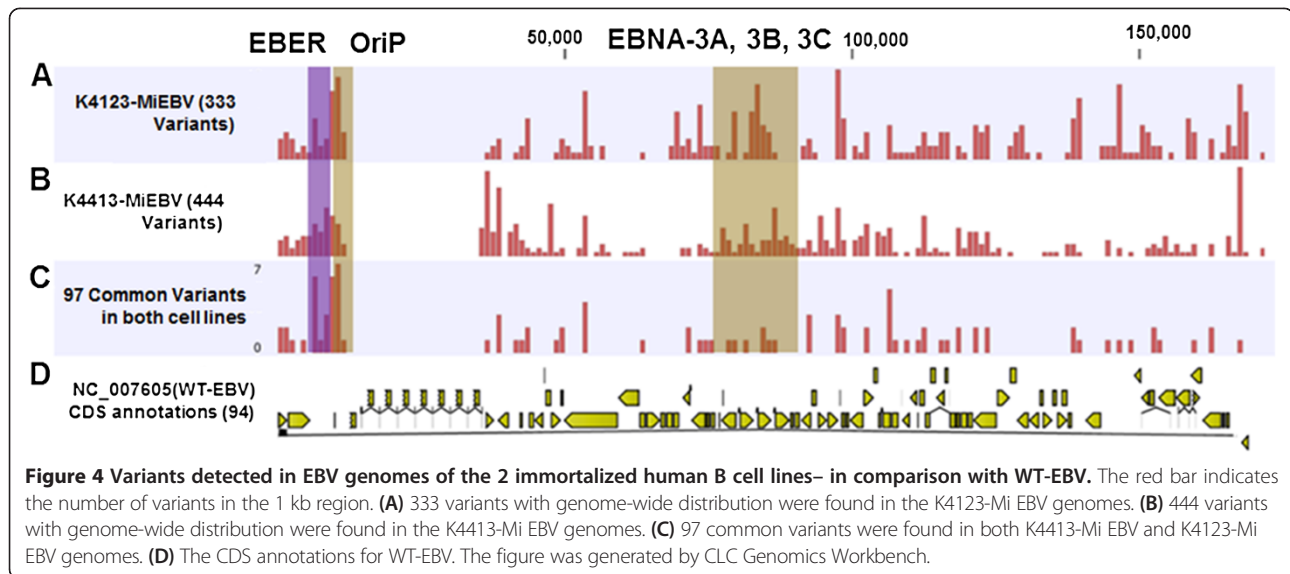 EBER OriP 50,000 EBNA-3A, 3B, 3C 100,000 150,000
A
K4123-MiEBV (333
Variants)
B
K4413-MiEBV (444
Variants)
C
7
97 Common Variants
in both cell lines
0
D
NC_007605(WT-EBV)
CDS annotations (94)
Figure 4 Variants detected in EBV genomes of the 2 immortalized human B cell lines– in comparison with WT-EBV. The red bar indicates
the number of variants in the 1 kb region. (A) 333 variants with genome-wide distribution were found in the K4123-Mi EBV genomes. (B) 444 variants
with genome-wide distribution were found in the K4413-Mi EBV genomes. (C) 97 common variants were found in both K4413-Mi EBV and K4123-Mi
EBV genomes. (D) The CDS annotations for WT-EBV. The figure was generated by CLC Genomics Workbench.